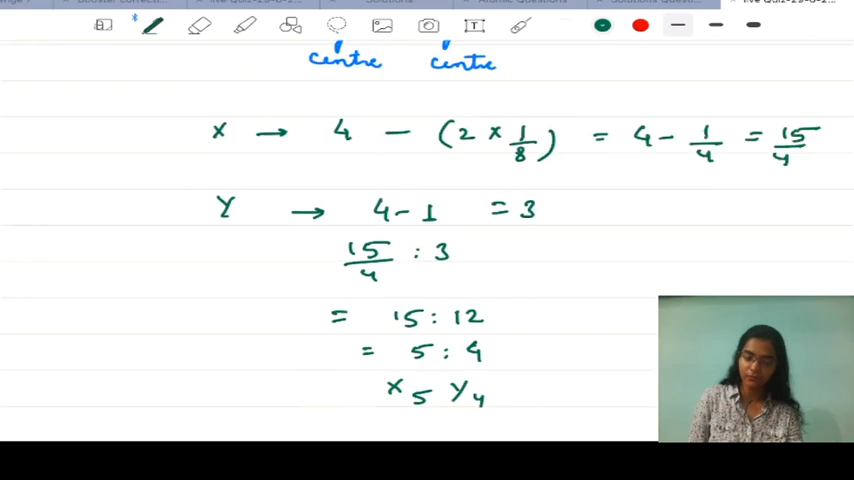 Solutions
centre centre
X → 4 - (2 × 1/8) = 4 - 1/4 = 15/4
Y → 4 - 1 = 3
15/4 : 3
= 15 : 12
= 5 : 4
X5 Y4